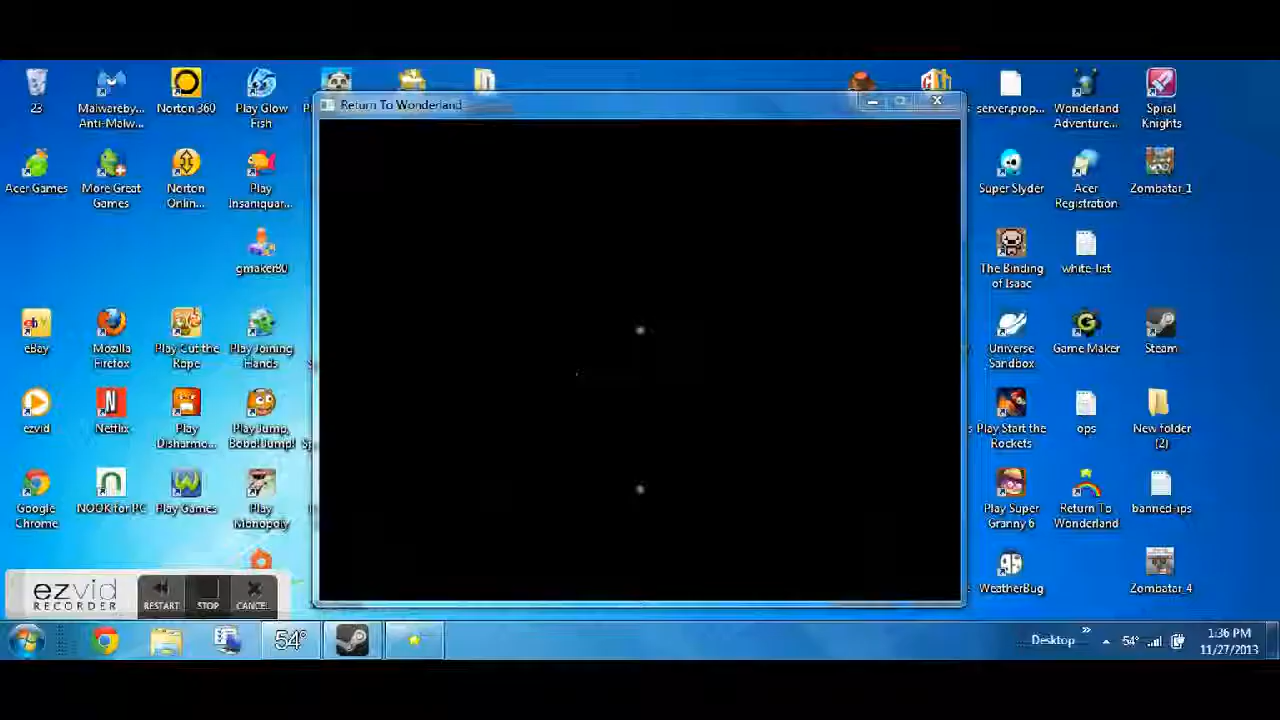 Return To Wonderland
23
Malwareby...
Anti-Malw...
Norton 360
Play Glow
Fish
server.prop...
Wonderland
Adventure...
Spiral
Knights
Acer Games
More Great
Games
Norton
Onlin...
Play
Insaniquar...
Super Slyder
Acer
Registration
Zombatar_1
gmaker80
The Binding
of Isaac
white-list
eBay
Mozilla
Firefox
Play Cut the
Rope
Play Joining
Hands
Universe
Sandbox
Game Maker
Steam
ezvid
Netflix
Play
Disharmo...
Play Jump,
Bobo! Jump!
Play Start the
Rockets
ops
New folder
(2)
Google
Chrome
NOOK for PC
Play Games
Play
Monopoly
Play Super
Granny 6
Return To
Wonderland
banned-ips
WeatherBug
Zombatar_4
ezvid
RECORDER
RESTART
STOP
CANCEL
54°
Desktop
54°
1:36 PM
11/27/2013